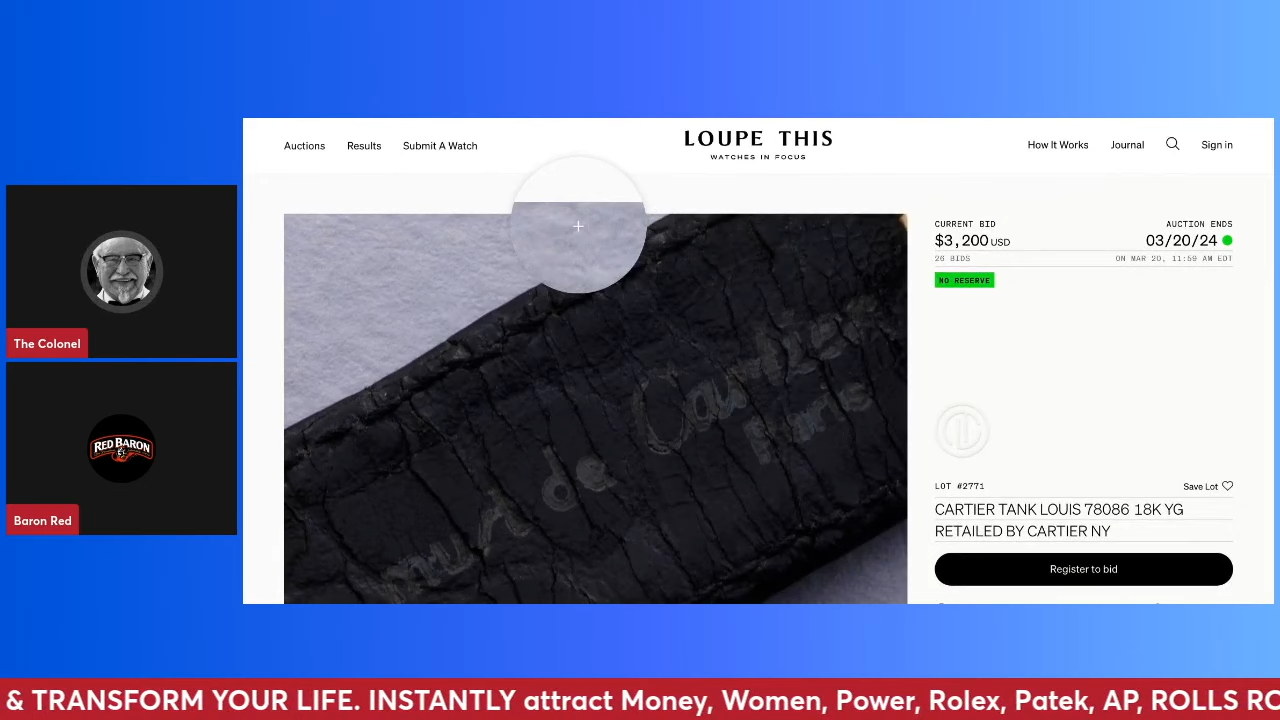 Auctions Results Submit A Watch
LOUPE THIS
WATCHES IN FOCUS
How It Works Journal Sign in
The Colonel
RED BARON
Baron Red
de Cartier
Paris
CURRENT BID AUCTION ENDS
$3,200 USD 03/20/24
26 BIDS ON MAR 20, 11:59 AM EDT
NO RESERVE
LOT #2771 Save Lot
CARTIER TANK LOUIS 78086 18K YG
RETAILED BY CARTIER NY
Register to bid
& TRANSFORM YOUR LIFE. INSTANTLY attract Money, Women, Power, Rolex, Patek, AP, ROLLS RO